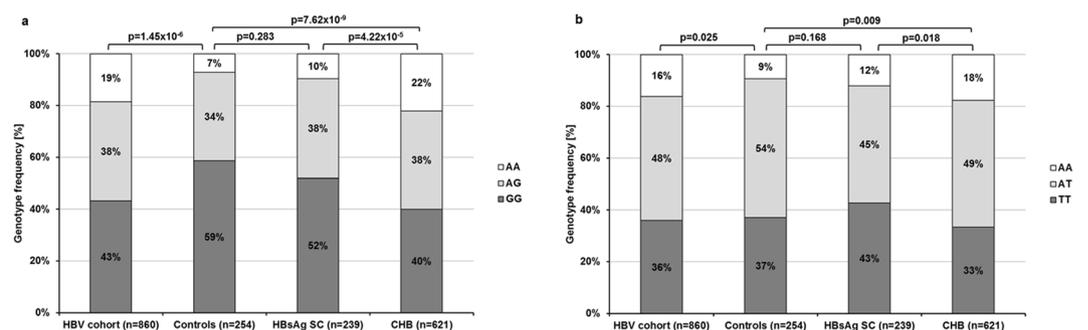 a
p=7.62x10⁻⁹
p=1.45x10⁻⁶ p=0.283 p=4.22x10⁻⁵
100%
80%
60%
40%
20%
0%
Genotype frequency [%]
19% 7% 10% 22%
38% 34% 38% 38%
43% 59% 52% 40%
AA
AG
GG
HBV cohort (n=860) Controls (n=254) HBsAg SC (n=239) CHB (n=621)
b
p=0.009
p=0.025 p=0.168 p=0.018
100%
80%
60%
40%
20%
0%
Genotype frequency [%]
16% 9% 12% 18%
48% 54% 45% 49%
36% 37% 43% 33%
AA
AT
TT
HBV cohort (n=860) Controls (n=254) HBsAg SC (n=239) CHB (n=621)